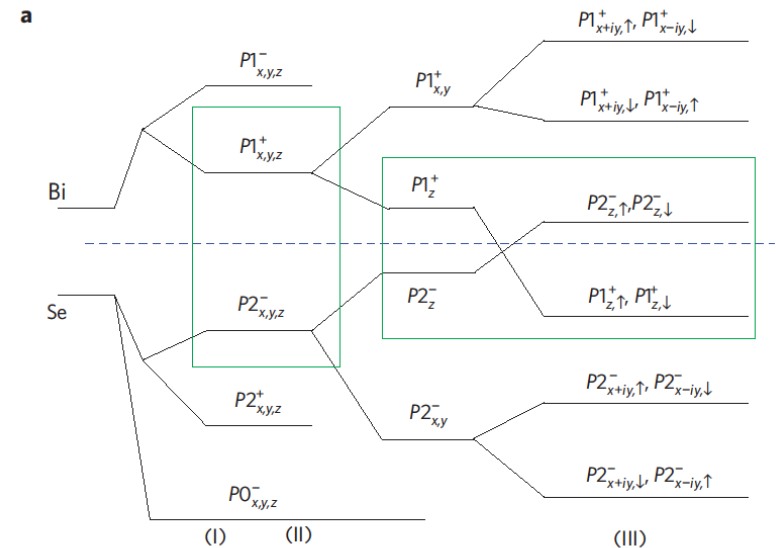 a
P1⁻x,y,z
P1⁺x,y,z
Bi
Se
P2⁻x,y,z
P2⁺x,y,z
P0⁻x,y,z
P1⁺x,y
P1⁺z
P2⁻z
P2⁻x,y
P1⁺x+iy,↑, P1⁺x−iy,↓
P1⁺x+iy,↓, P1⁺x−iy,↑
P2⁻z,↑,P2⁻z,↓
P1⁺z,↑, P1⁺z,↓
P2⁻x+iy,↑, P2⁻x−iy,↓
P2⁻x+iy,↓, P2⁻x−iy,↑
(I) (II) (III)